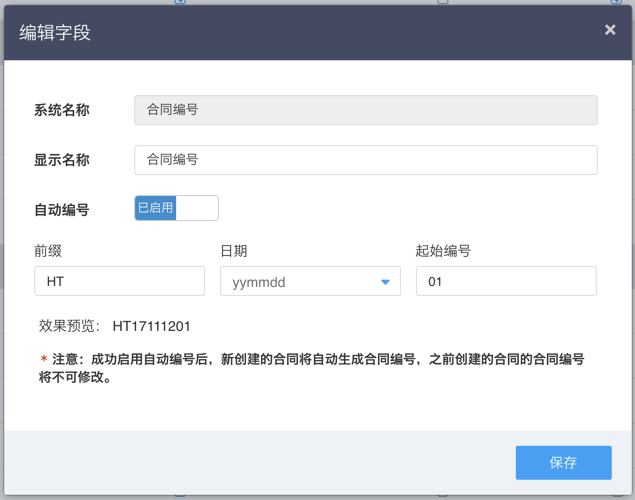 编辑字段
×
系统名称 合同编号
显示名称 合同编号
自动编号 已启用
前缀 日期 起始编号
HT yymmdd 01
效果预览： HT17111201
* 注意：成功启用自动编号后，新创建的合同将自动生成合同编号，之前创建的合同的合同编号
将不可修改。
保存